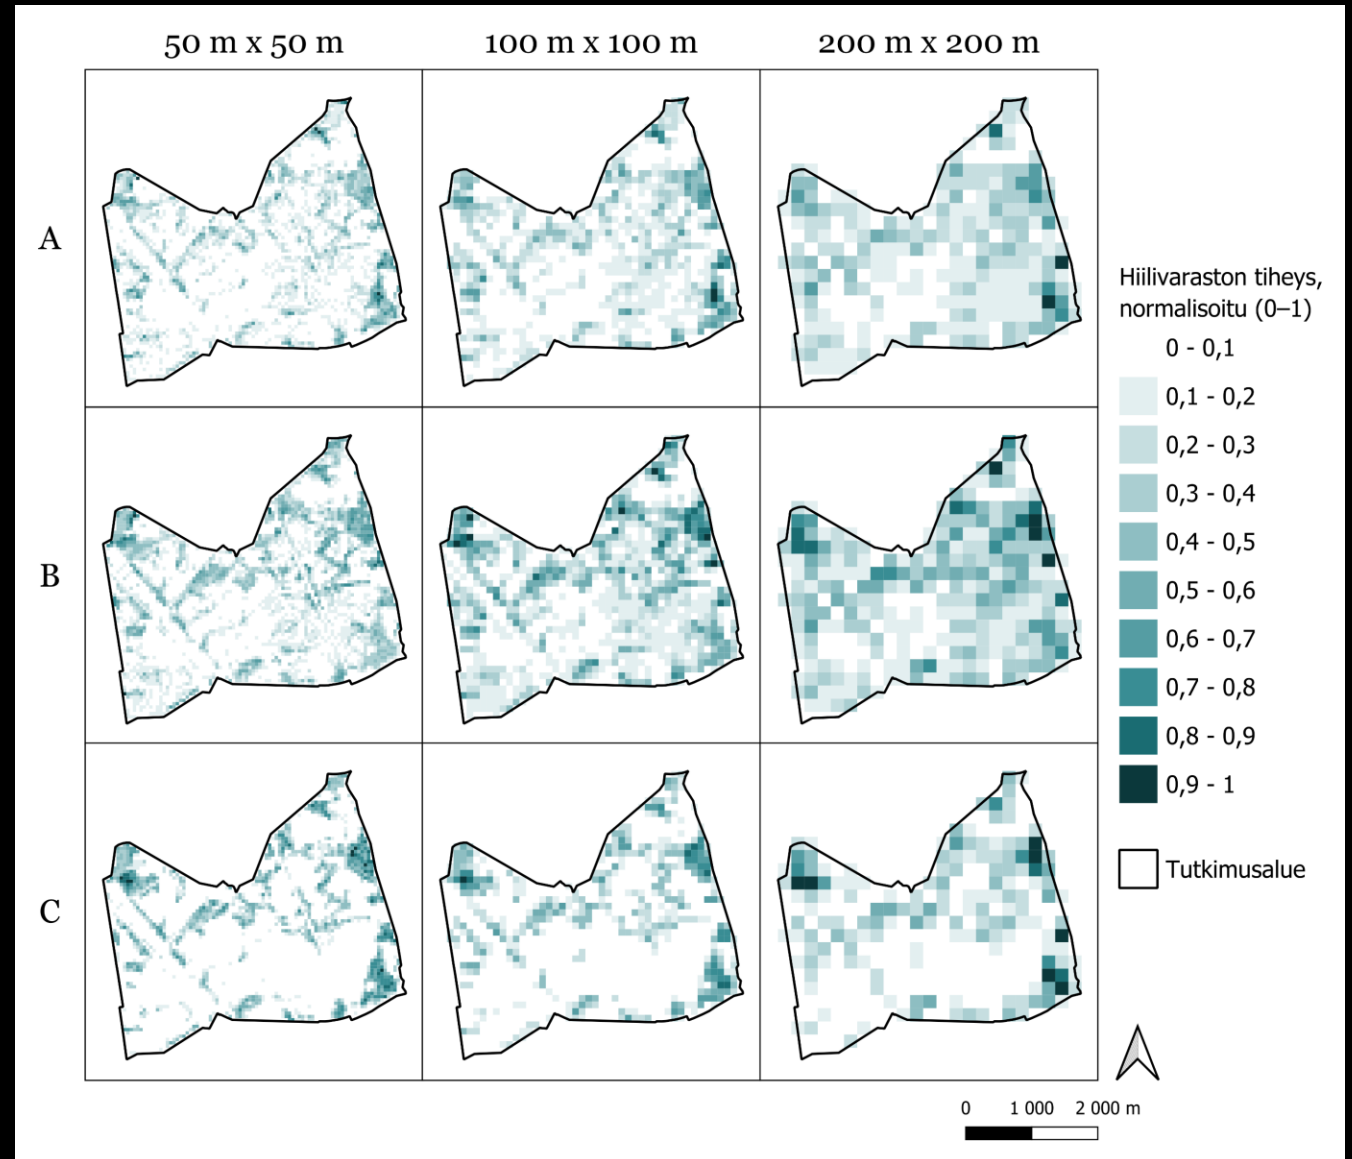 50 m x 50 m
100 m x 100 m
200 m x 200 m
A
B
C
Hiilivaraston tiheys,
normalisoitu (0–1)
0 - 0,1
0,1 - 0,2
0,2 - 0,3
0,3 - 0,4
0,4 - 0,5
0,5 - 0,6
0,6 - 0,7
0,7 - 0,8
0,8 - 0,9
0,9 - 1
Tutkimusalue
0 1 000 2 000 m